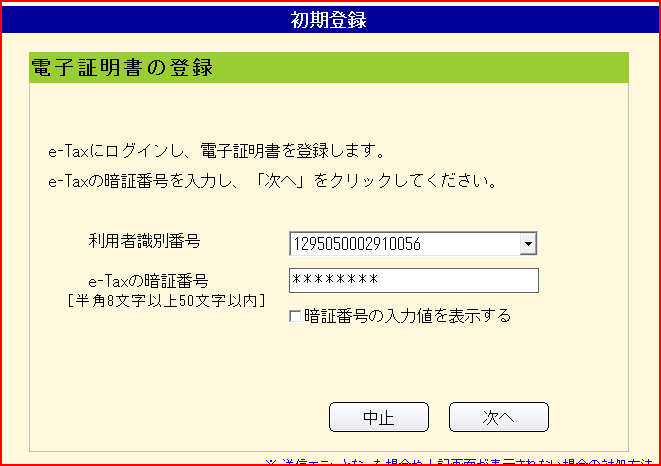 初期登録
電子証明書の登録
e-Taxにログインし、電子証明書を登録します。
e-Taxの暗証番号を入力し、「次へ」をクリックしてください。
利用者識別番号
1295050002910056
e-Taxの暗証番号
********
[半角8文字以上50文字以内]
暗証番号の入力値を表示する
中止
次へ